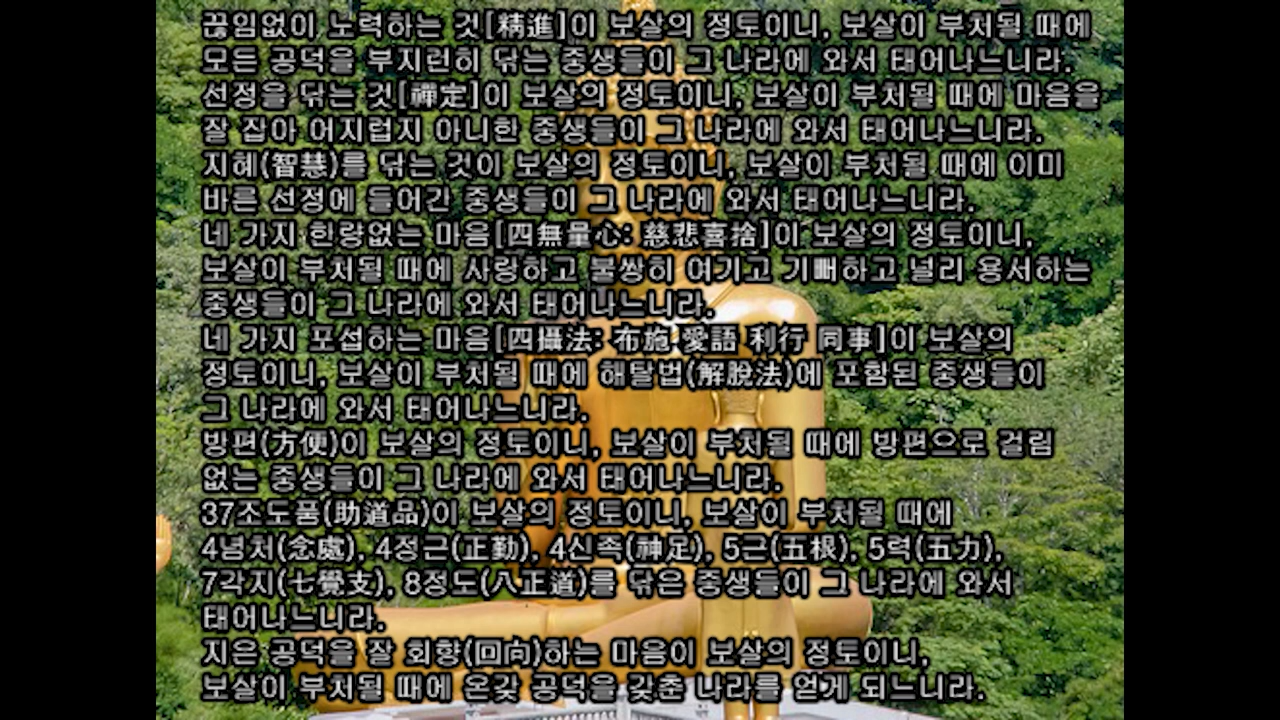 끊임없이 노력하는 것[精進]이 보살의 정토이니, 보살이 부처될 때에
모든 공덕을 부지런히 닦는 중생들이 그 나라에 와서 태어나느니라.
선정을 닦는 것[禪定]이 보살의 정토이니, 보살이 부처될 때에 마음을
잘 잡아 어지럽지 아니한 중생들이 그 나라에 와서 태어나느니라.
지혜(智慧)를 닦는 것이 보살의 정토이니, 보살이 부처될 때에 이미
바른 선정에 들어간 중생들이 그 나라에 와서 태어나느니라.
네 가지 한량없는 마음[四無量心: 慈悲喜捨]이 보살의 정토이니,
보살이 부처될 때에 사랑하고 불쌍히 여기고 기뻐하고 널리 용서하는
중생들이 그 나라에 와서 태어나느니라.
네 가지 포섭하는 마음[四攝法: 布施 愛語 利行 同事]이 보살의
정토이니, 보살이 부처될 때에 해탈법(解脫法)에 포함된 중생들이
그 나라에 와서 태어나느니라.
방편(方便)이 보살의 정토이니, 보살이 부처될 때에 방편으로 걸림
없는 중생들이 그 나라에 와서 태어나느니라.
37조도품(助道品)이 보살의 정토이니, 보살이 부처될 때에
4념처(念處), 4정근(正勤), 4신족(神足), 5근(五根), 5력(五力),
7각지(七覺支), 8정도(八正道)를 닦은 중생들이 그 나라에 와서
태어나느니라.
지은 공덕을 잘 회향(回向)하는 마음이 보살의 정토이니,
보살이 부처될 때에 온갖 공덕을 갖춘 나라를 얻게 되느니라.